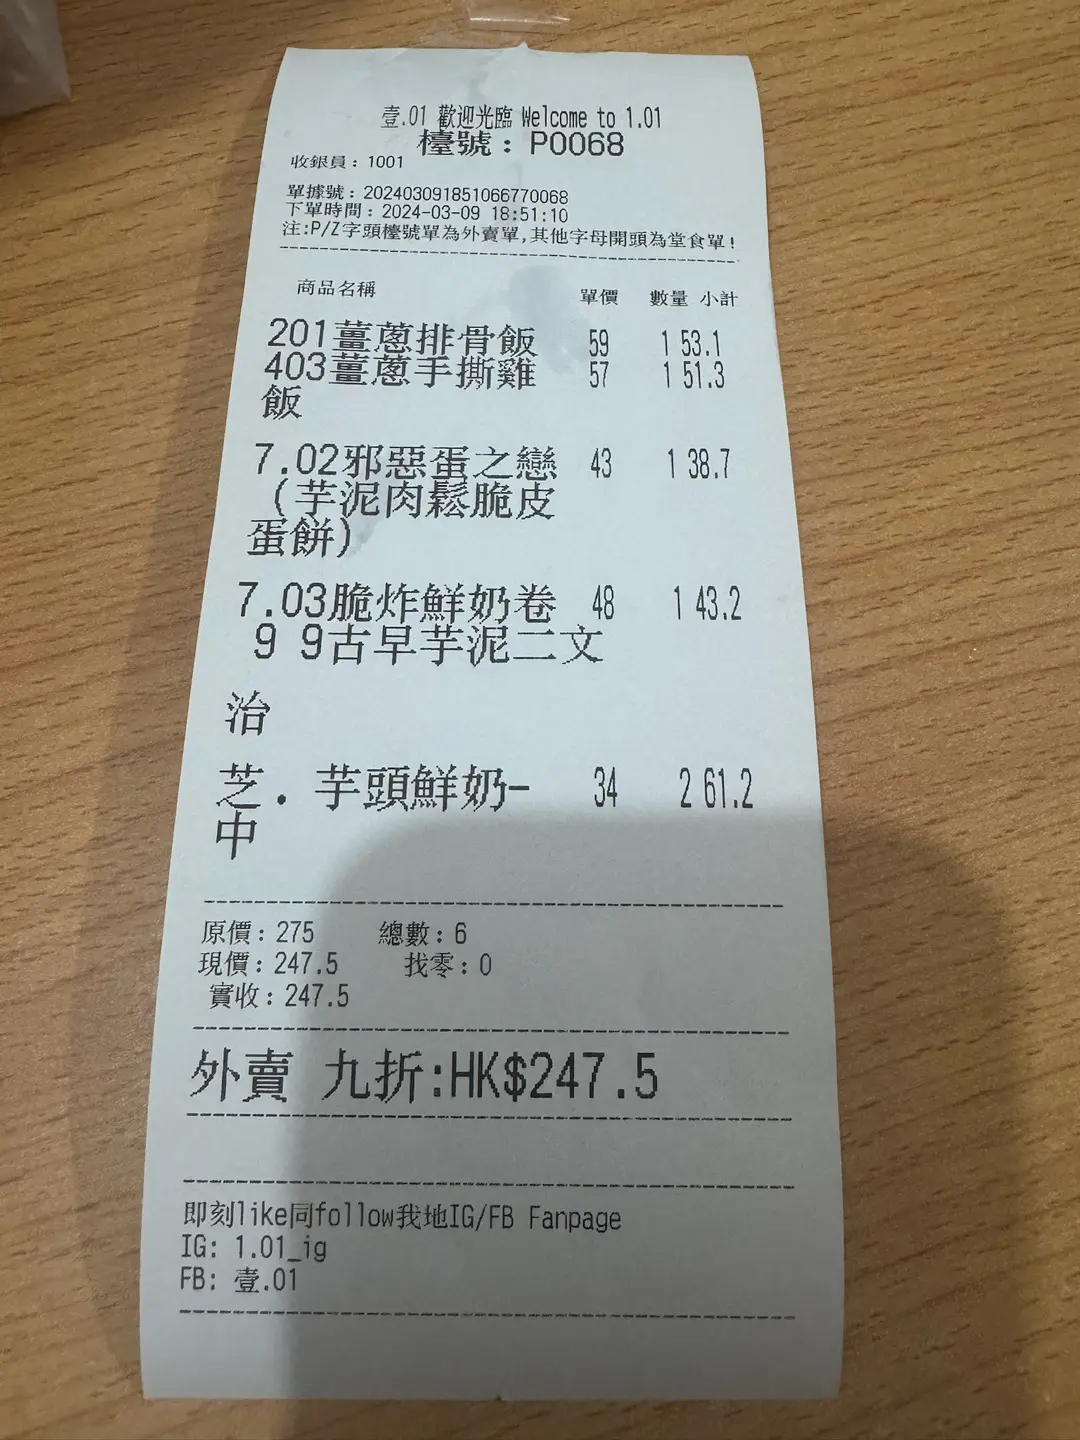 壹.01 歡迎光臨 Welcome to 1.01
檯號：P0068
收銀員：1001
單據號：202403091851066770068
下單時間：2024-03-09 18:51:10
注:P/Z字頭檯號單為外賣單,其他字母開頭為堂食單!
商品名稱 單價 數量 小計
201薑蔥排骨飯 59 1 53.1
403薑蔥手撕雞 57 1 51.3
飯
7.02邪惡蛋之戀 43 1 38.7
（芋泥肉鬆脆皮
蛋餅）
7.03脆炸鮮奶卷 48 1 43.2
9 9古早芋泥二文
治
芝．芋頭鮮奶- 34 2 61.2
中
原價：275 總數：6
現價：247.5 找零：0
實收：247.5
外賣 九折:HK$247.5
即刻like同follow我地IG/FB Fanpage
IG: 1.01_ig
FB: 壹.01